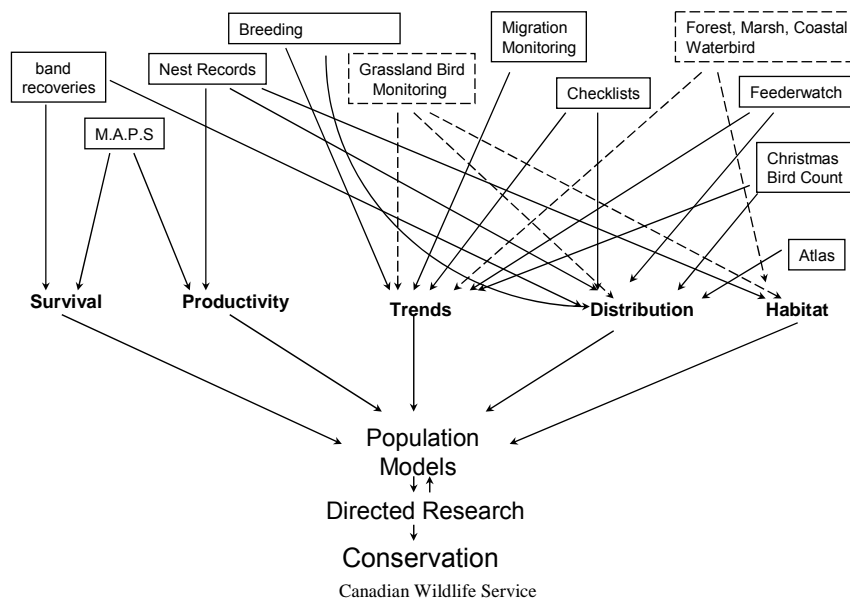 Breeding
Migration
Monitoring
Forest, Marsh, Coastal
Waterbird
band
recoveries
Nest Records
Grassland Bird
Monitoring
Checklists
Feederwatch
M.A.P.S
Christmas
Bird Count
Atlas
Survival
Productivity
Trends
Distribution
Habitat
Population
Models
Directed Research
Conservation
Canadian Wildlife Service